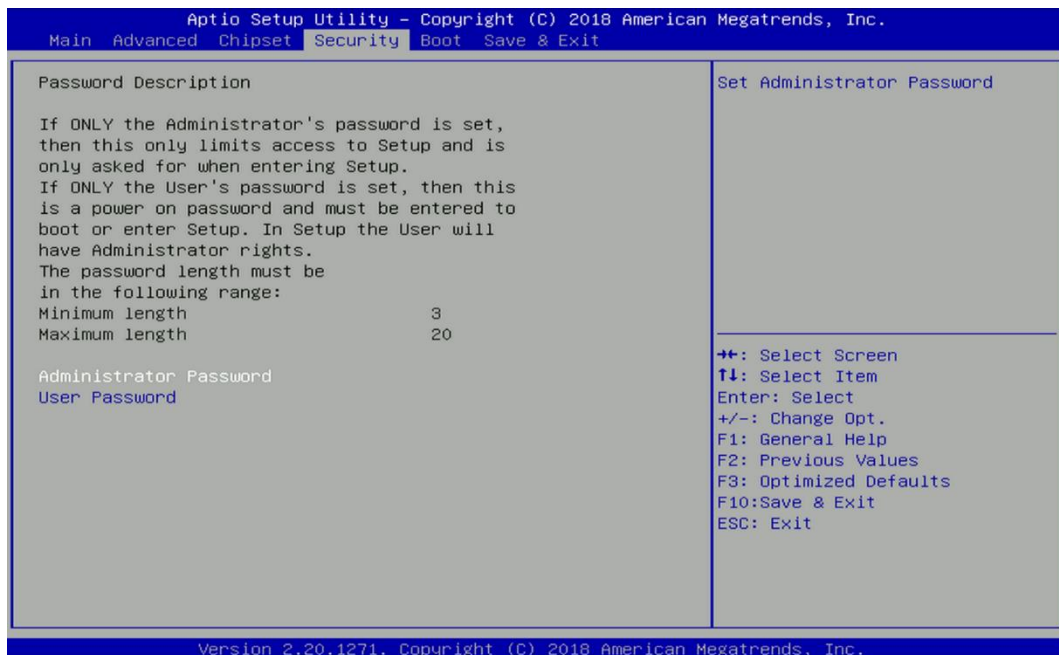 Aptio Setup Utility – Copyright (C) 2018 American Megatrends, Inc.
Main Advanced Chipset Security Boot Save & Exit
Password Description
If ONLY the Administrator's password is set,
then this only limits access to Setup and is
only asked for when entering Setup.
If ONLY the User's password is set, then this
is a power on password and must be entered to
boot or enter Setup. In Setup the User will
have Administrator rights.
The password length must be
in the following range:
Minimum length 3
Maximum length 20
Administrator Password
User Password
Set Administrator Password
→←: Select Screen
↑↓: Select Item
Enter: Select
+/-: Change Opt.
F1: General Help
F2: Previous Values
F3: Optimized Defaults
F10:Save & Exit
ESC: Exit
Version 2.20.1271. Copyright (C) 2018 American Megatrends, Inc.